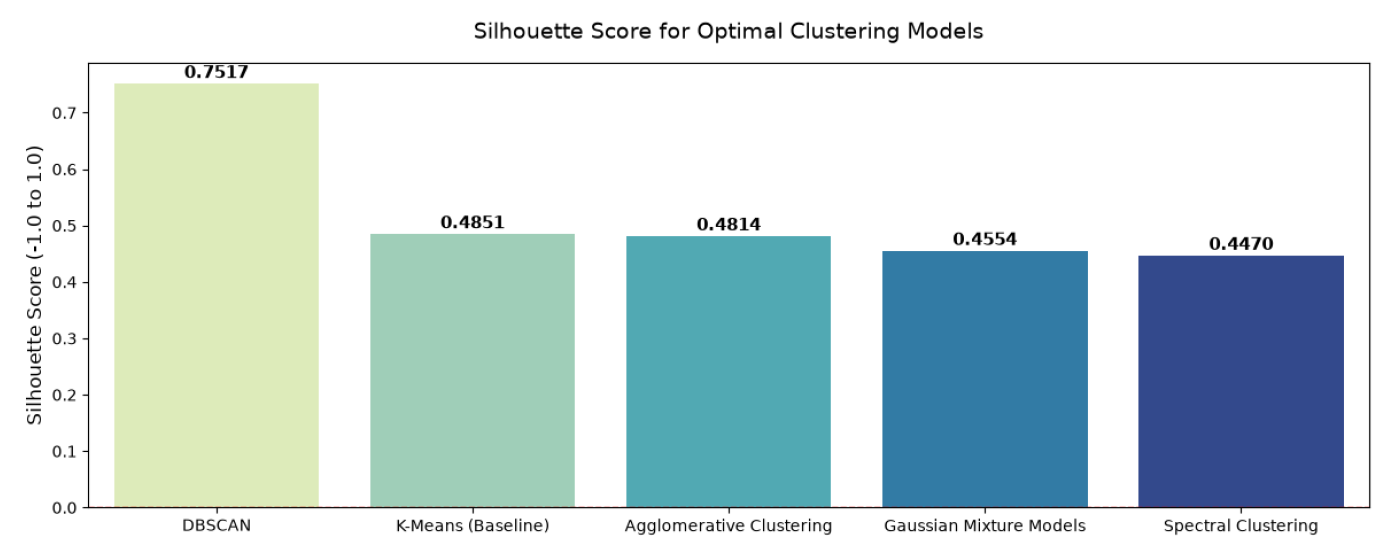 Silhouette Score for Optimal Clustering Models
Silhouette Score (-1.0 to 1.0)
0.7
0.6
0.5
0.4
0.3
0.2
0.1
0.0
0.7517
0.4851
0.4814
0.4554
0.4470
DBSCAN
K-Means (Baseline)
Agglomerative Clustering
Gaussian Mixture Models
Spectral Clustering